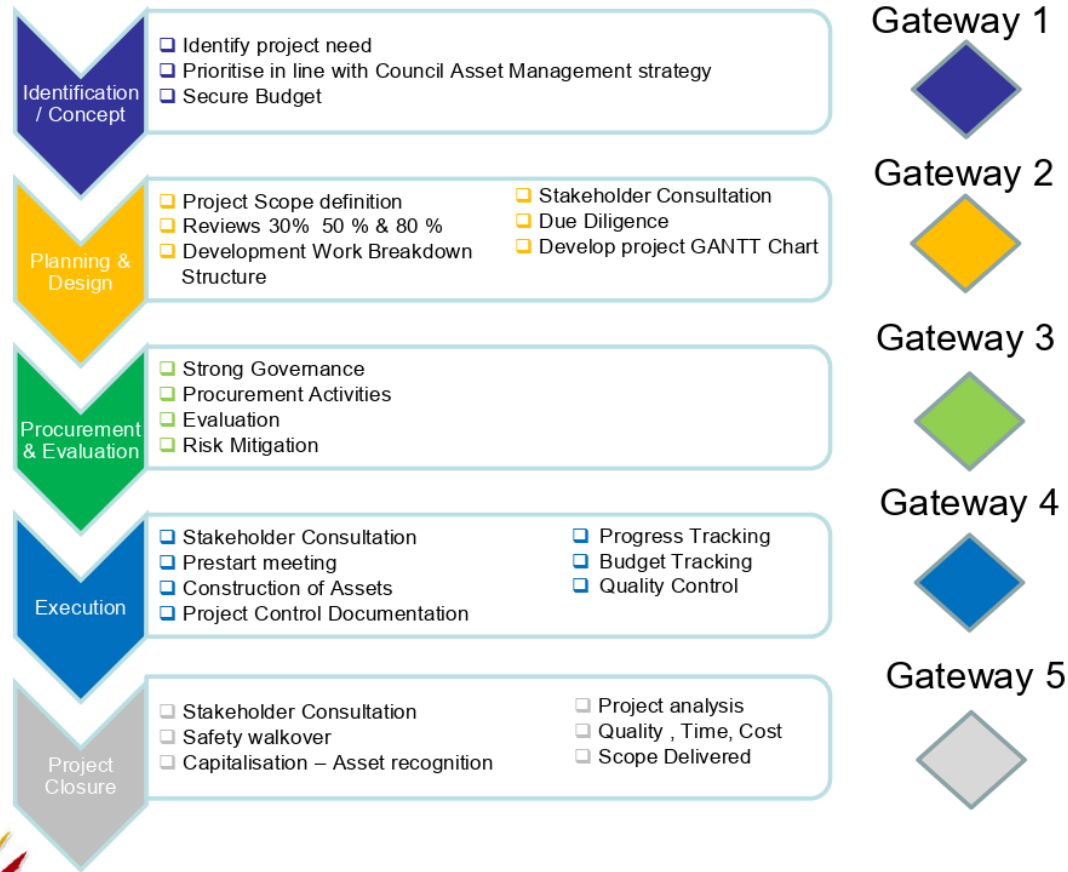 Identification
/ Concept
Identify project need
Prioritise in line with Council Asset Management strategy
Secure Budget
Gateway 1
Planning &
Design
Project Scope definition
Reviews 30%  50 % & 80 %
Development Work Breakdown
Structure
Stakeholder Consultation
Due Diligence
Develop project GANTT Chart
Gateway 2
Procurement
& Evaluation
Strong Governance
Procurement Activities
Evaluation
Risk Mitigation
Gateway 3
Execution
Stakeholder Consultation
Prestart meeting
Construction of Assets
Project Control Documentation
Progress Tracking
Budget Tracking
Quality Control
Gateway 4
Project
Closure
Stakeholder Consultation
Safety walkover
Capitalisation – Asset recognition
Project analysis
Quality , Time, Cost
Scope Delivered
Gateway 5